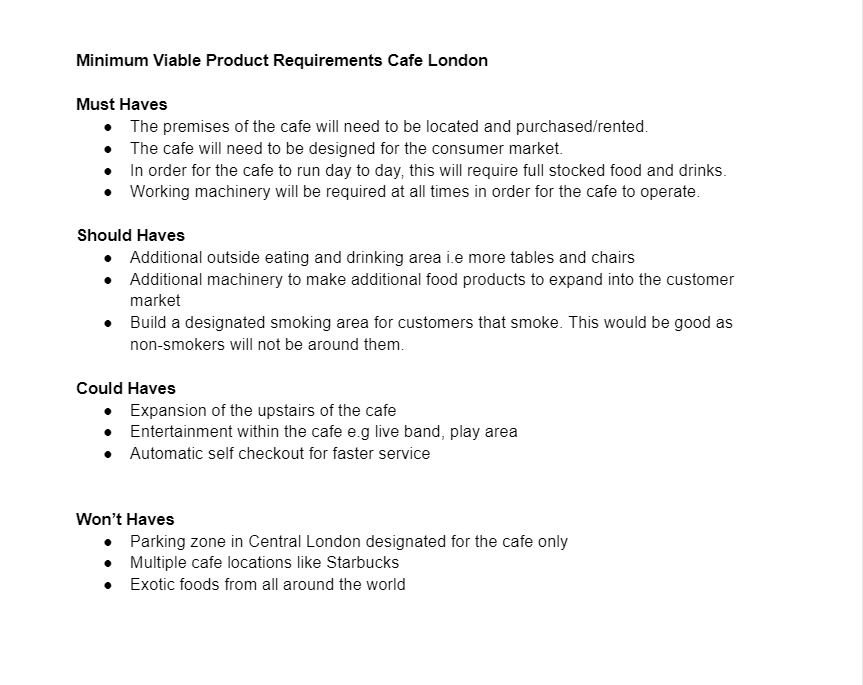 Minimum Viable Product Requirements Cafe London
Must Haves
● The premises of the cafe will need to be located and purchased/rented.
● The cafe will need to be designed for the consumer market.
● In order for the cafe to run day to day, this will require full stocked food and drinks.
● Working machinery will be required at all times in order for the cafe to operate.
Should Haves
● Additional outside eating and drinking area i.e more tables and chairs
● Additional machinery to make additional food products to expand into the customer
market
● Build a designated smoking area for customers that smoke. This would be good as
non-smokers will not be around them.
Could Haves
● Expansion of the upstairs of the cafe
● Entertainment within the cafe e.g live band, play area
● Automatic self checkout for faster service
Won’t Haves
● Parking zone in Central London designated for the cafe only
● Multiple cafe locations like Starbucks
● Exotic foods from all around the world